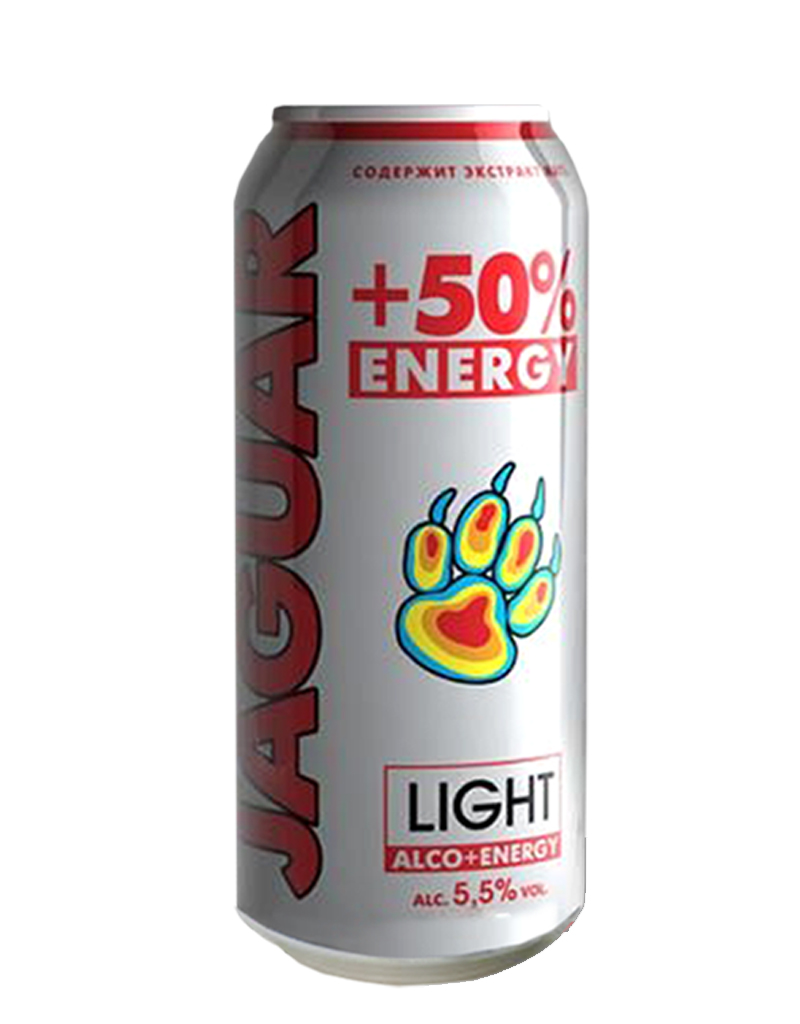 СОДЕРЖИТ ЭКСТРАКТ
JAGUAR
+50%
ENERGY
LIGHT
ALCO+ENERGY
ALC. 5,5% VOL.